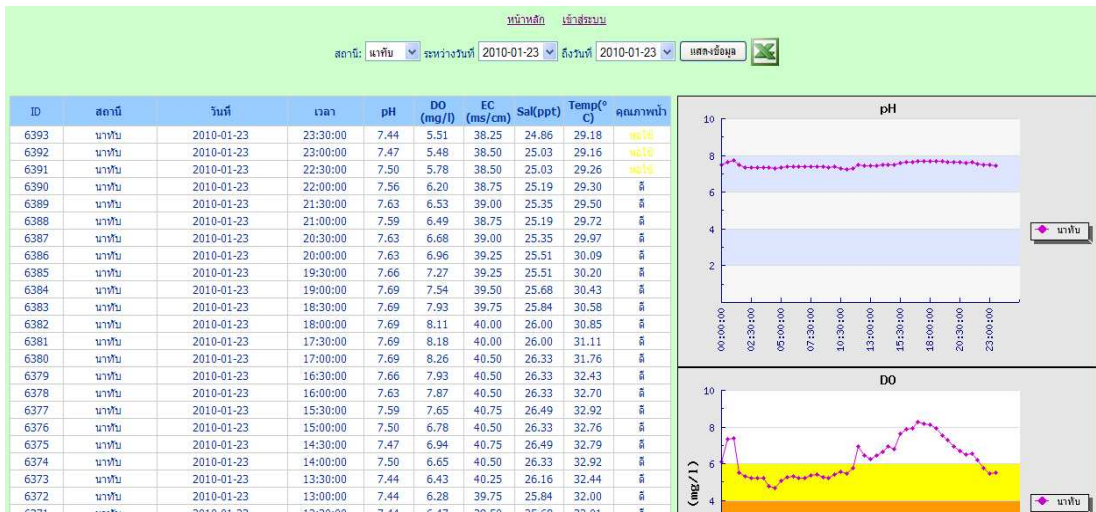 หน้าหลัก เข้าสู่ระบบ
สถานี: นาทับ ระหว่างวันที่ 2010-01-23 ถึงวันที่ 2010-01-23 แสดงข้อมูล
ID สถานี วันที่ เวลา pH DO (mg/l) EC (ms/cm) Sal(ppt) Temp(°C) คุณภาพน้ำ
6393 นาทับ 2010-01-23 23:30:00 7.44 5.51 38.25 24.86 29.18 พอใช้
6392 นาทับ 2010-01-23 23:00:00 7.47 5.48 38.50 25.03 29.16 พอใช้
6391 นาทับ 2010-01-23 22:30:00 7.50 5.78 38.50 25.03 29.26 พอใช้
6390 นาทับ 2010-01-23 22:00:00 7.56 6.20 38.75 25.19 29.30 ดี
6389 นาทับ 2010-01-23 21:30:00 7.63 6.53 39.00 25.35 29.50 ดี
6388 นาทับ 2010-01-23 21:00:00 7.59 6.49 38.75 25.19 29.72 ดี
6387 นาทับ 2010-01-23 20:30:00 7.63 6.68 39.00 25.35 29.97 ดี
6386 นาทับ 2010-01-23 20:00:00 7.63 6.96 39.25 25.51 30.09 ดี
6385 นาทับ 2010-01-23 19:30:00 7.66 7.27 39.25 25.51 30.20 ดี
6384 นาทับ 2010-01-23 19:00:00 7.69 7.54 39.50 25.68 30.43 ดี
6383 นาทับ 2010-01-23 18:30:00 7.69 7.93 39.75 25.84 30.58 ดี
6382 นาทับ 2010-01-23 18:00:00 7.69 8.11 40.00 26.00 30.85 ดี
6381 นาทับ 2010-01-23 17:30:00 7.69 8.18 40.00 26.00 31.11 ดี
6380 นาทับ 2010-01-23 17:00:00 7.69 8.26 40.50 26.33 31.76 ดี
6379 นาทับ 2010-01-23 16:30:00 7.66 7.93 40.50 26.33 32.43 ดี
6378 นาทับ 2010-01-23 16:00:00 7.63 7.87 40.50 26.33 32.70 ดี
6377 นาทับ 2010-01-23 15:30:00 7.59 7.65 40.75 26.49 32.92 ดี
6376 นาทับ 2010-01-23 15:00:00 7.50 6.78 40.50 26.33 32.76 ดี
6375 นาทับ 2010-01-23 14:30:00 7.47 6.94 40.75 26.49 32.79 ดี
6374 นาทับ 2010-01-23 14:00:00 7.50 6.65 40.50 26.33 32.92 ดี
6373 นาทับ 2010-01-23 13:30:00 7.44 6.43 40.25 26.16 32.44 ดี
6372 นาทับ 2010-01-23 13:00:00 7.44 6.28 39.75 25.84 32.00 ดี
pH
10
8
6
4
2
00:00:00 02:30:00 05:00:00 07:30:00 10:30:00 13:00:00 15:30:00 18:00:00 20:30:00 23:00:00
นาทับ
DO
10
8
6
4
(mg/l)
นาทับ